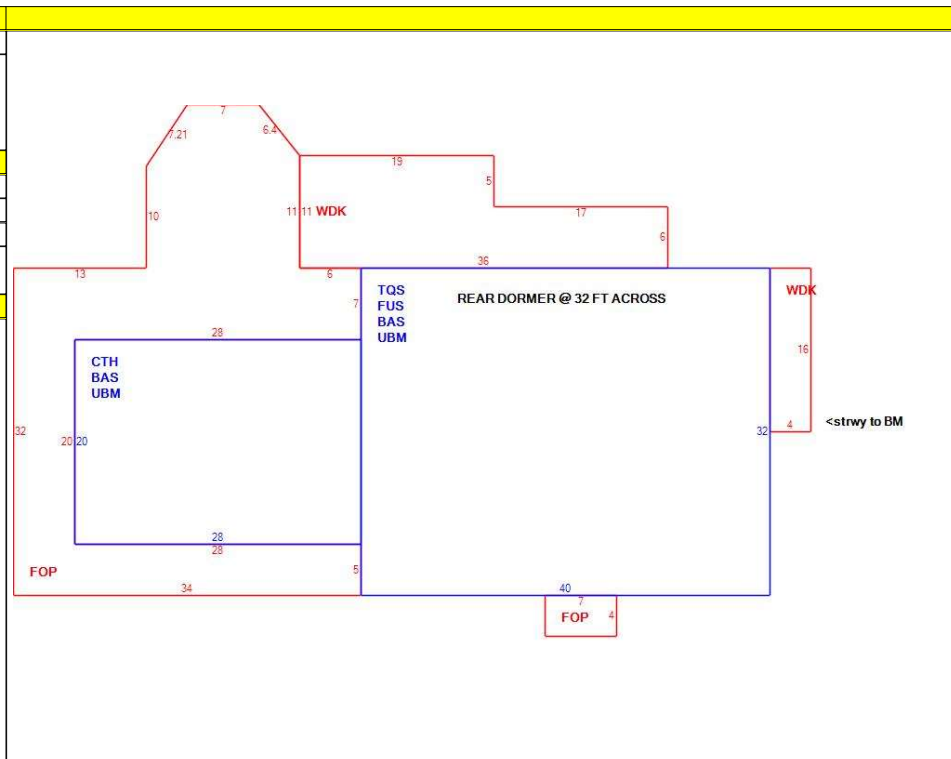 7
7.21
6.4
19
5
10
11 11 WDK
17
6
13
6
36
7
TQS
FUS
BAS
UBM
REAR DORMER @ 32 FT ACROSS
WDK
16
28
CTH
BAS
UBM
32
20 20
32
4
<strwy to BM
28
28
FOP
5
34
40
7
FOP
4